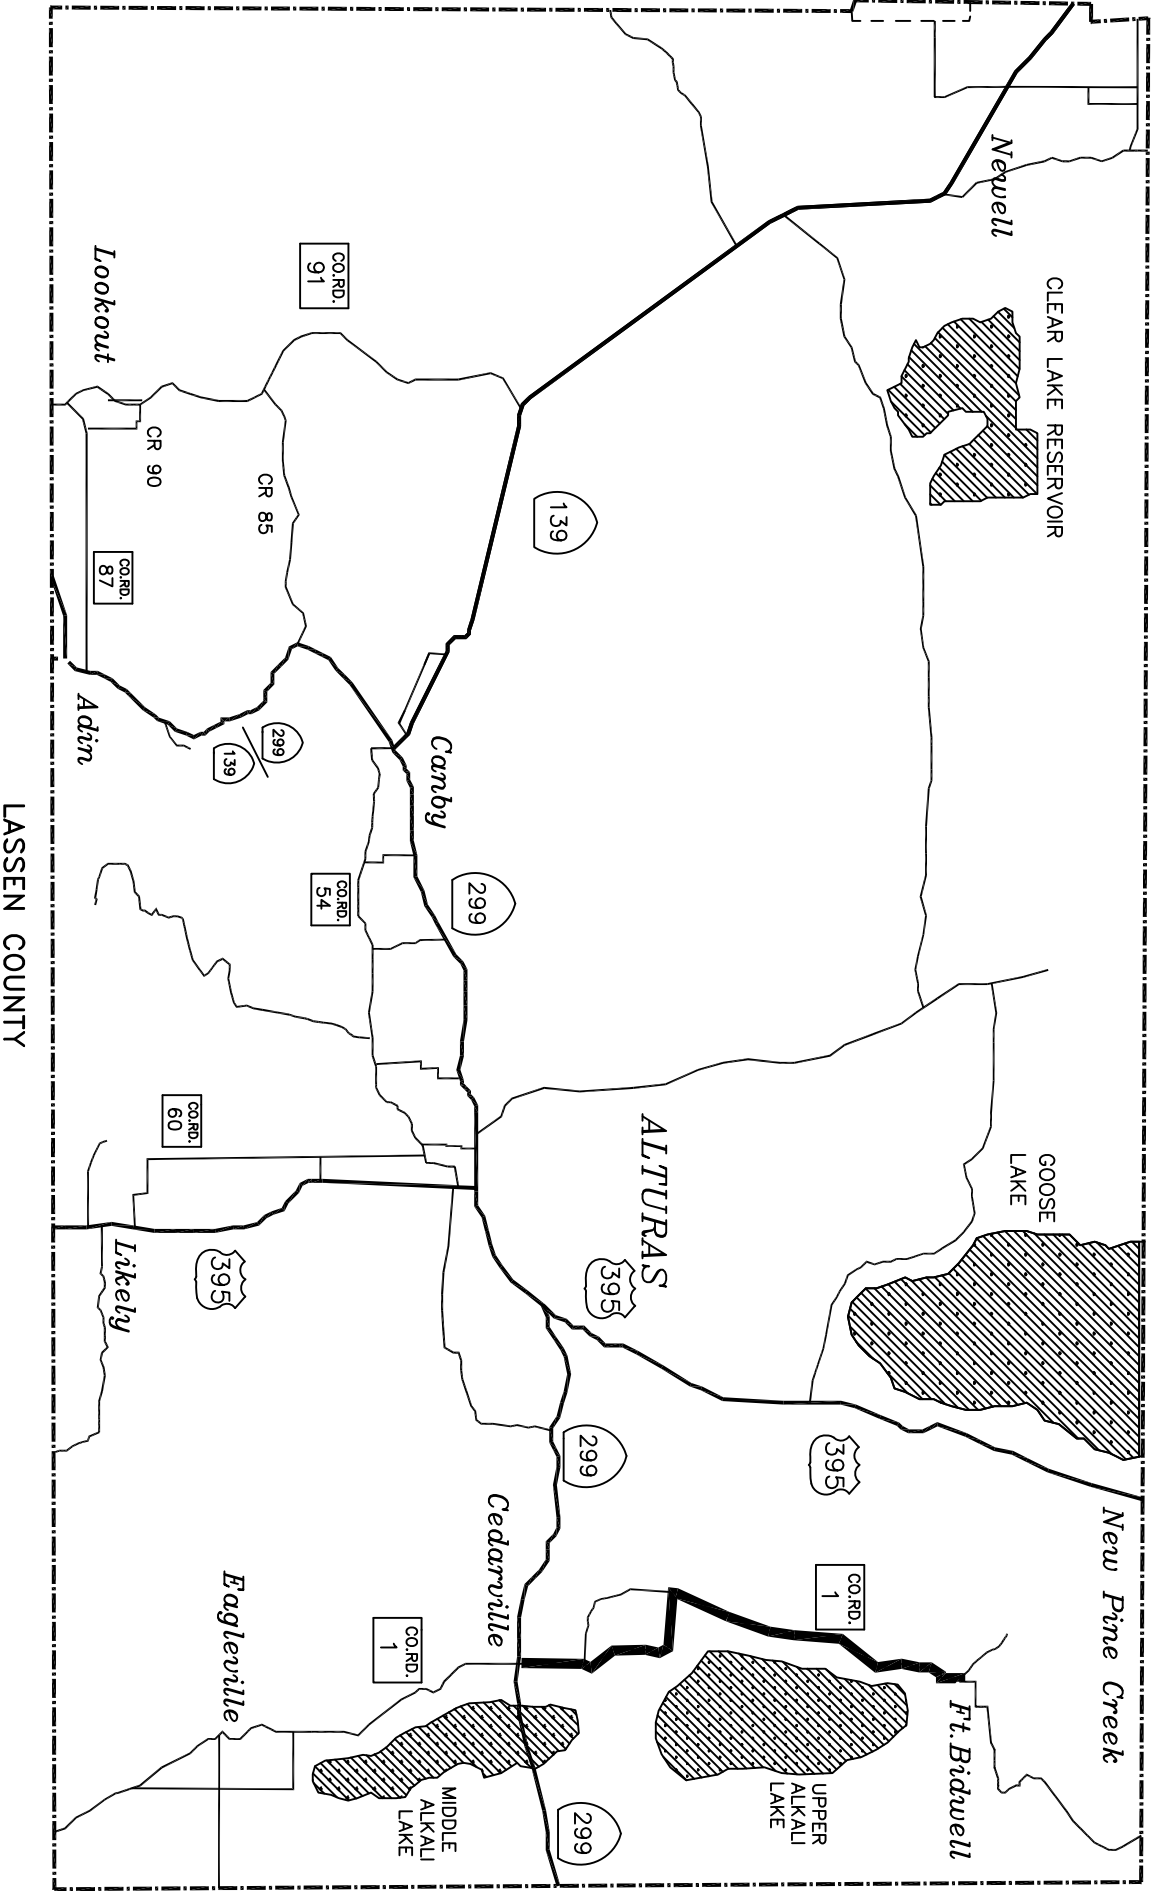 New Pine Creek
Newell
CLEAR LAKE RESERVOIR
GOOSE
LAKE
Ft.Bidwell
395
CO.RD.
1
UPPER
ALKALI
LAKE
ALTURAS
395
139
299
299
Cedarville
299
Canby
299
MIDDLE
ALKALI
LAKE
CO.RD.
1
CO.RD.
91
CO.RD.
54
CR 85
299
139
395
Eagleville
CO.RD.
60
CR 90
Lookout
CO.RD.
87
Adin
Likely
LASSEN COUNTY